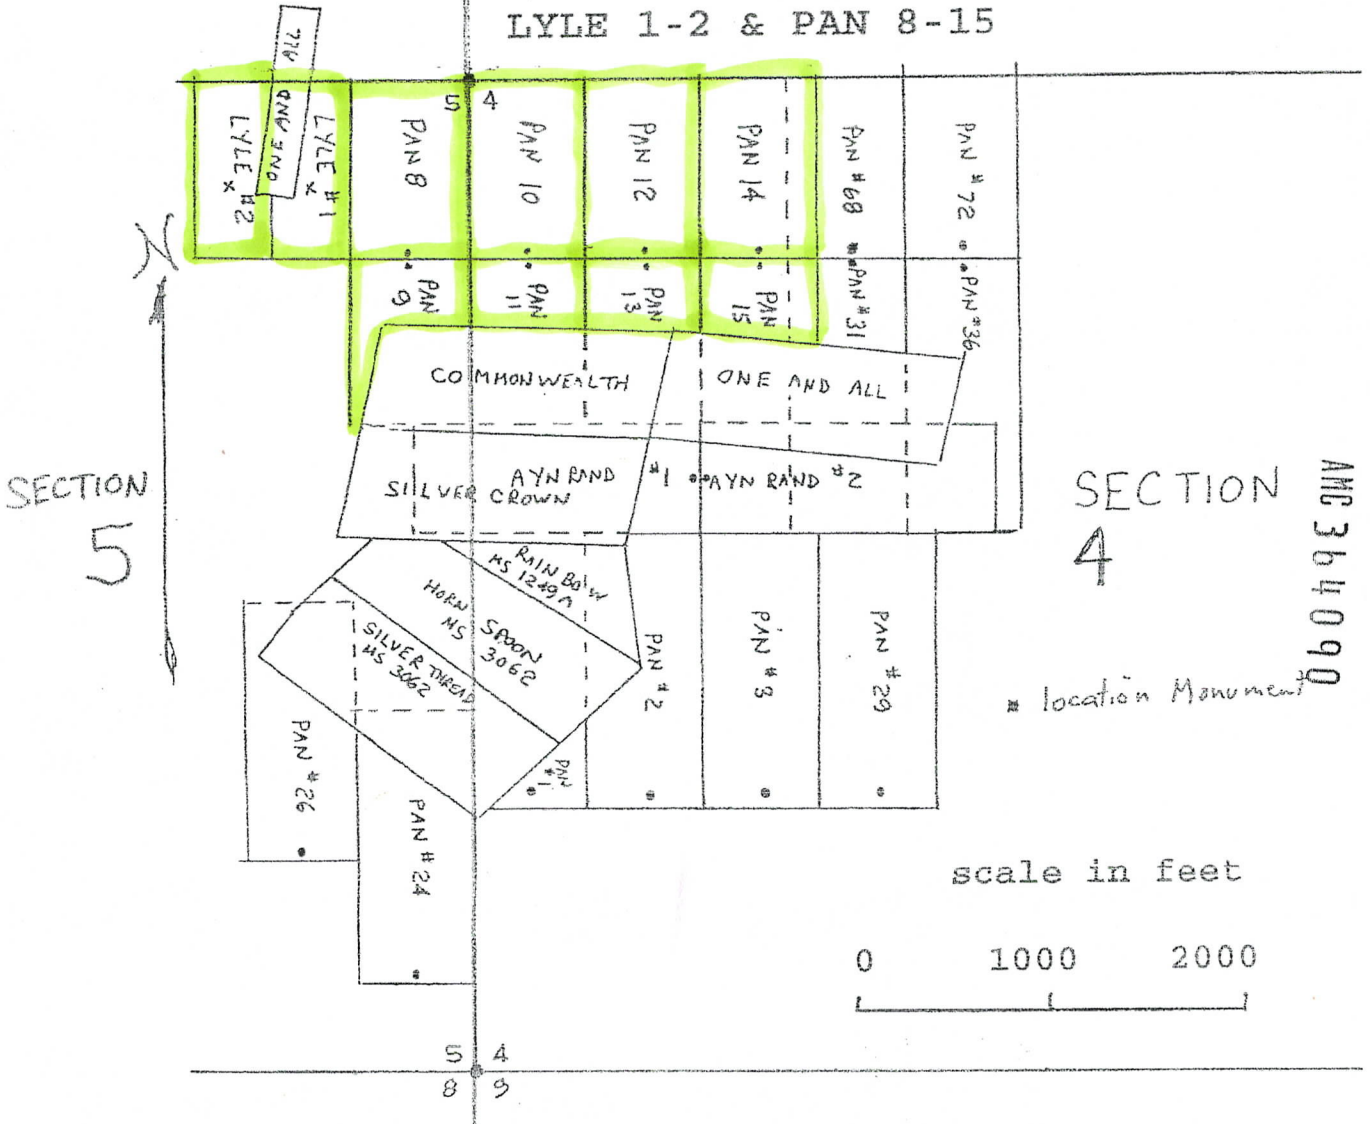 LYLE 1-2 & PAN 8-15
5 4
LYLE #2
x
ONE AND ALL
LYLE #1
x
PAN 8
PAN 10
PAN 12
PAN 14
PAN #68
PAN #72
N
PAN 9
PAN 11
PAN 13
PAN 15
PAN #31
PAN #36
COMMONWEALTH
ONE AND ALL
SECTION
5
AYN RAND #1
AYN RAND #2
SILVER CROWN
SECTION
4
AMC 364090
RAINBOW
MS 1249A
HORN SPOON
MS 3062
SILVER THREAD
MS 3062
PAN #2
PAN #3
PAN #29
location Monument
PAN #26
PAN #1
PAN #24
scale in feet
0 1000 2000
5 4
8 9